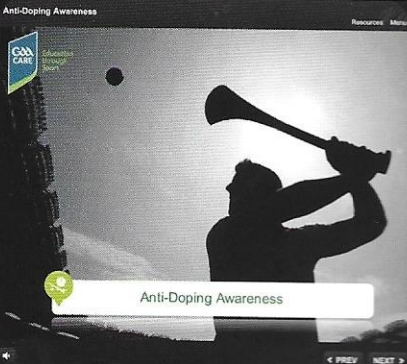 Anti-Doping Awareness
Resources Menu
GAA
CARE
Education
through
Sport
Anti-Doping Awareness
< PREV NEXT >